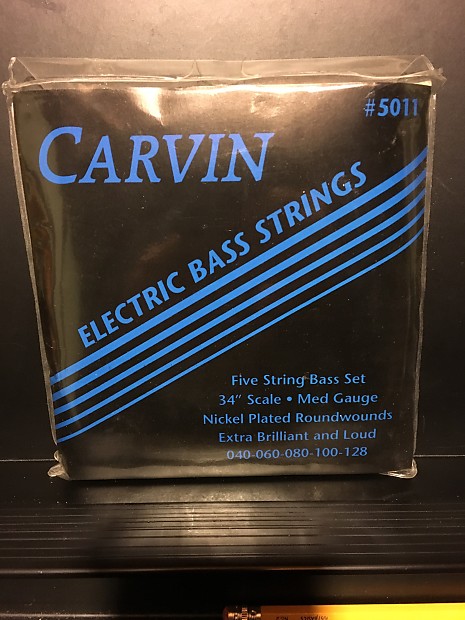 #5011
CARVIN
ELECTRIC BASS STRINGS
Five String Bass Set
34" Scale • Med Gauge
Nickel Plated Roundwounds
Extra Brilliant and Loud
040-060-080-100-128